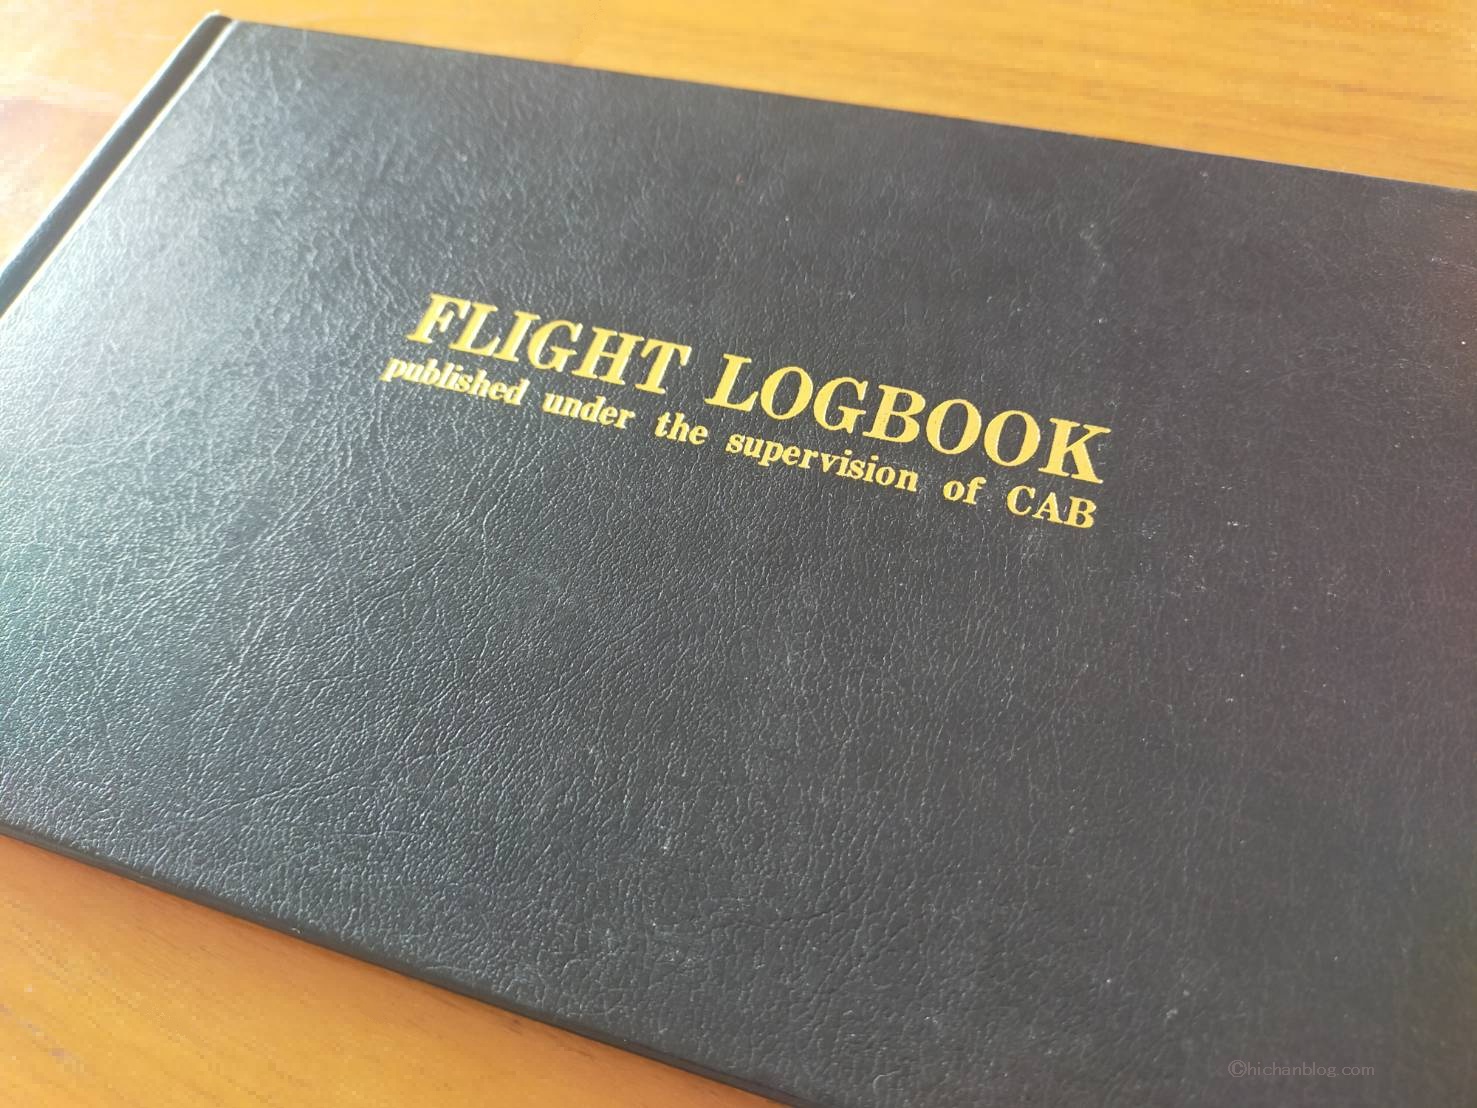 FLIGHT LOGBOOK
published under the supervision of CAB
©hichanblog.com